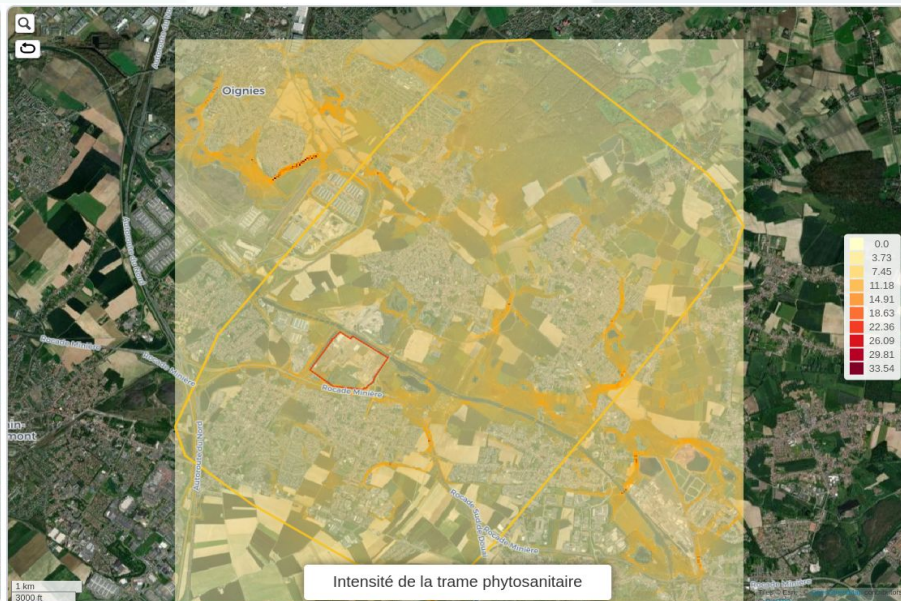 Oignies
Rocade Minière
Rocade Minière
in-
mont
Rocade Minière
Autoroute du Nord
Rocade Minière
Rocade Minière
0.0
3.73
7.45
11.18
14.91
18.63
22.36
26.09
29.81
33.54
Intensité de la trame phytosanitaire
1 km
3000 ft